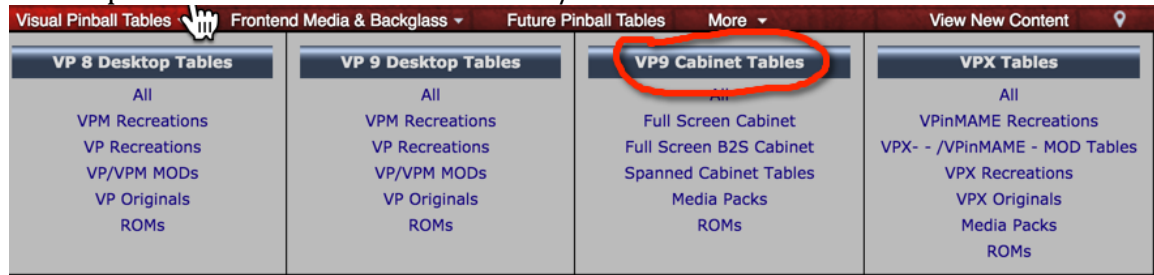 Visual Pinball Tables Frontend Media & Backglass Future Pinball Tables More View New Content
VP 8 Desktop Tables
All
VPM Recreations
VP Recreations
VP/VPM MODs
VP Originals
ROMs
VP 9 Desktop Tables
All
VPM Recreations
VP Recreations
VP/VPM MODs
VP Originals
ROMs
VP9 Cabinet Tables
All
Full Screen Cabinet
Full Screen B2S Cabinet
Spanned Cabinet Tables
Media Packs
ROMs
VPX Tables
All
VPinMAME Recreations
VPX- - /VPinMAME - MOD Tables
VPX Recreations
VPX Originals
Media Packs
ROMs